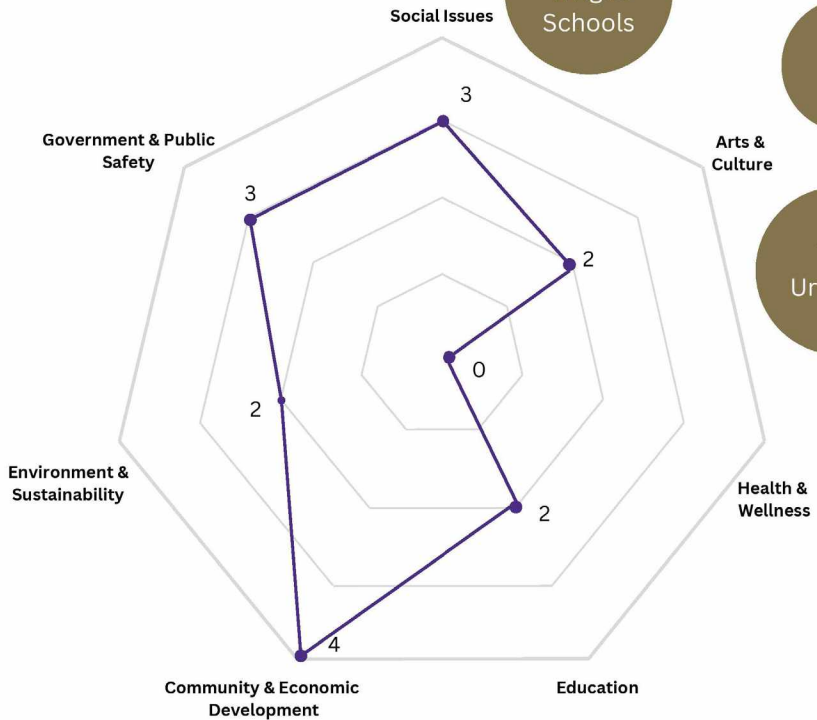 Social Issues
Schools
3
Government & Public
Safety
Arts &
Culture
3
2
Ur
0
2
Environment &
Sustainability
Health &
Wellness
2
4
Community & Economic
Development
Education